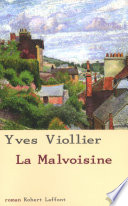 Yves Viollier
La Malvoisine
roman Robert Laffont